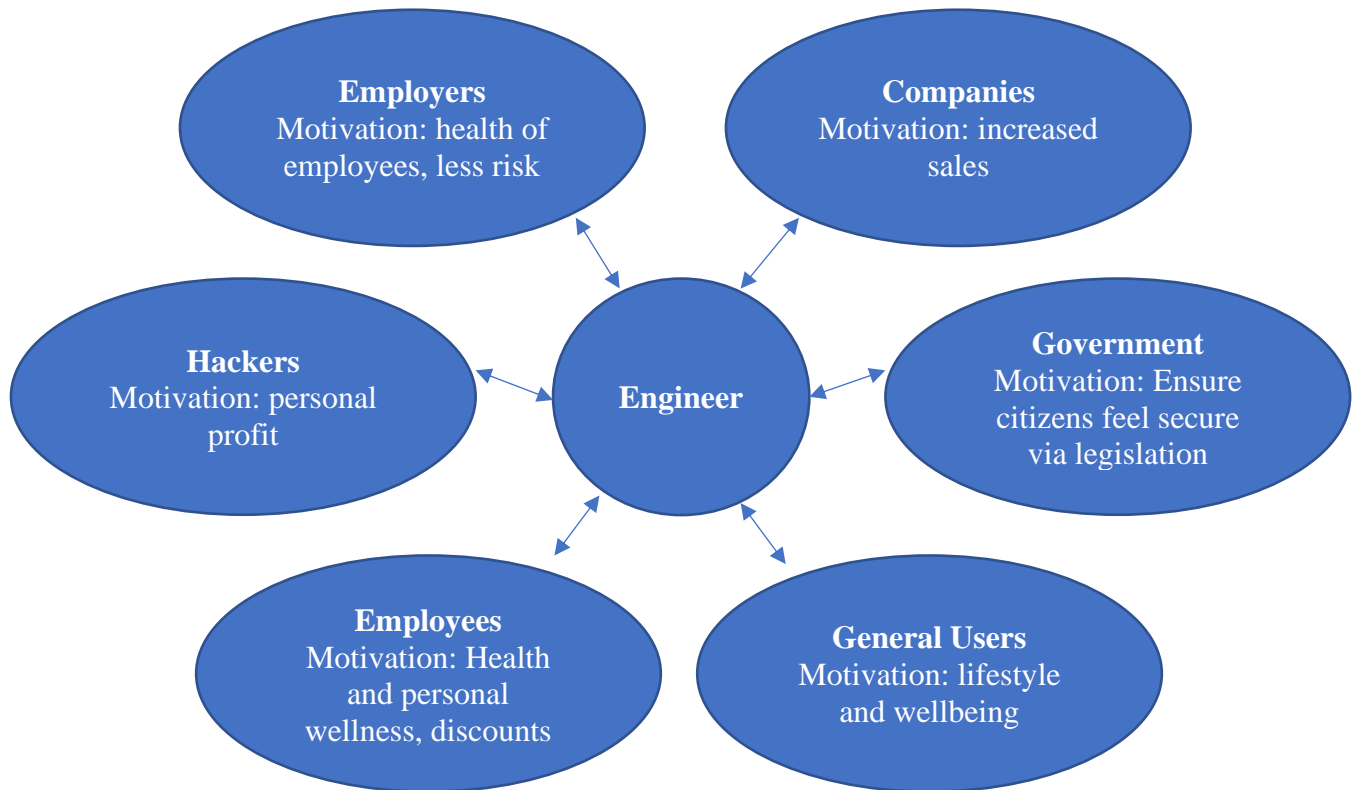 Employers
Motivation: health of
employees, less risk
Companies
Motivation: increased
sales
Hackers
Motivation: personal
profit
Engineer
Government
Motivation: Ensure
citizens feel secure
via legislation
Employees
Motivation: Health
and personal
wellness, discounts
General Users
Motivation: lifestyle
and wellbeing